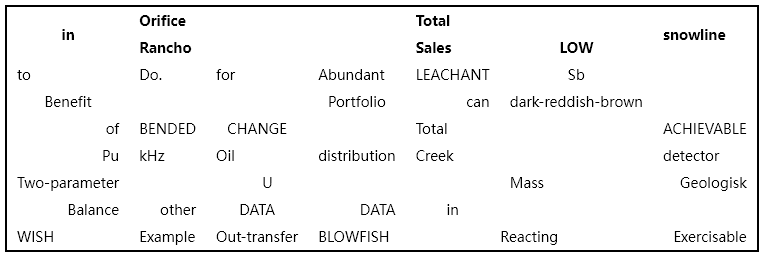 in Orifice Rancho Total Sales LOW snowline
to Do. for Abundant LEACHANT Sb
Benefit Portfolio can dark-reddish-brown
of BENDED CHANGE Total ACHIEVABLE
Pu kHz Oil distribution Creek detector
Two-parameter U Mass Geologisk
Balance other DATA DATA in
WISH Example Out-transfer BLOWFISH Reacting Exercisable